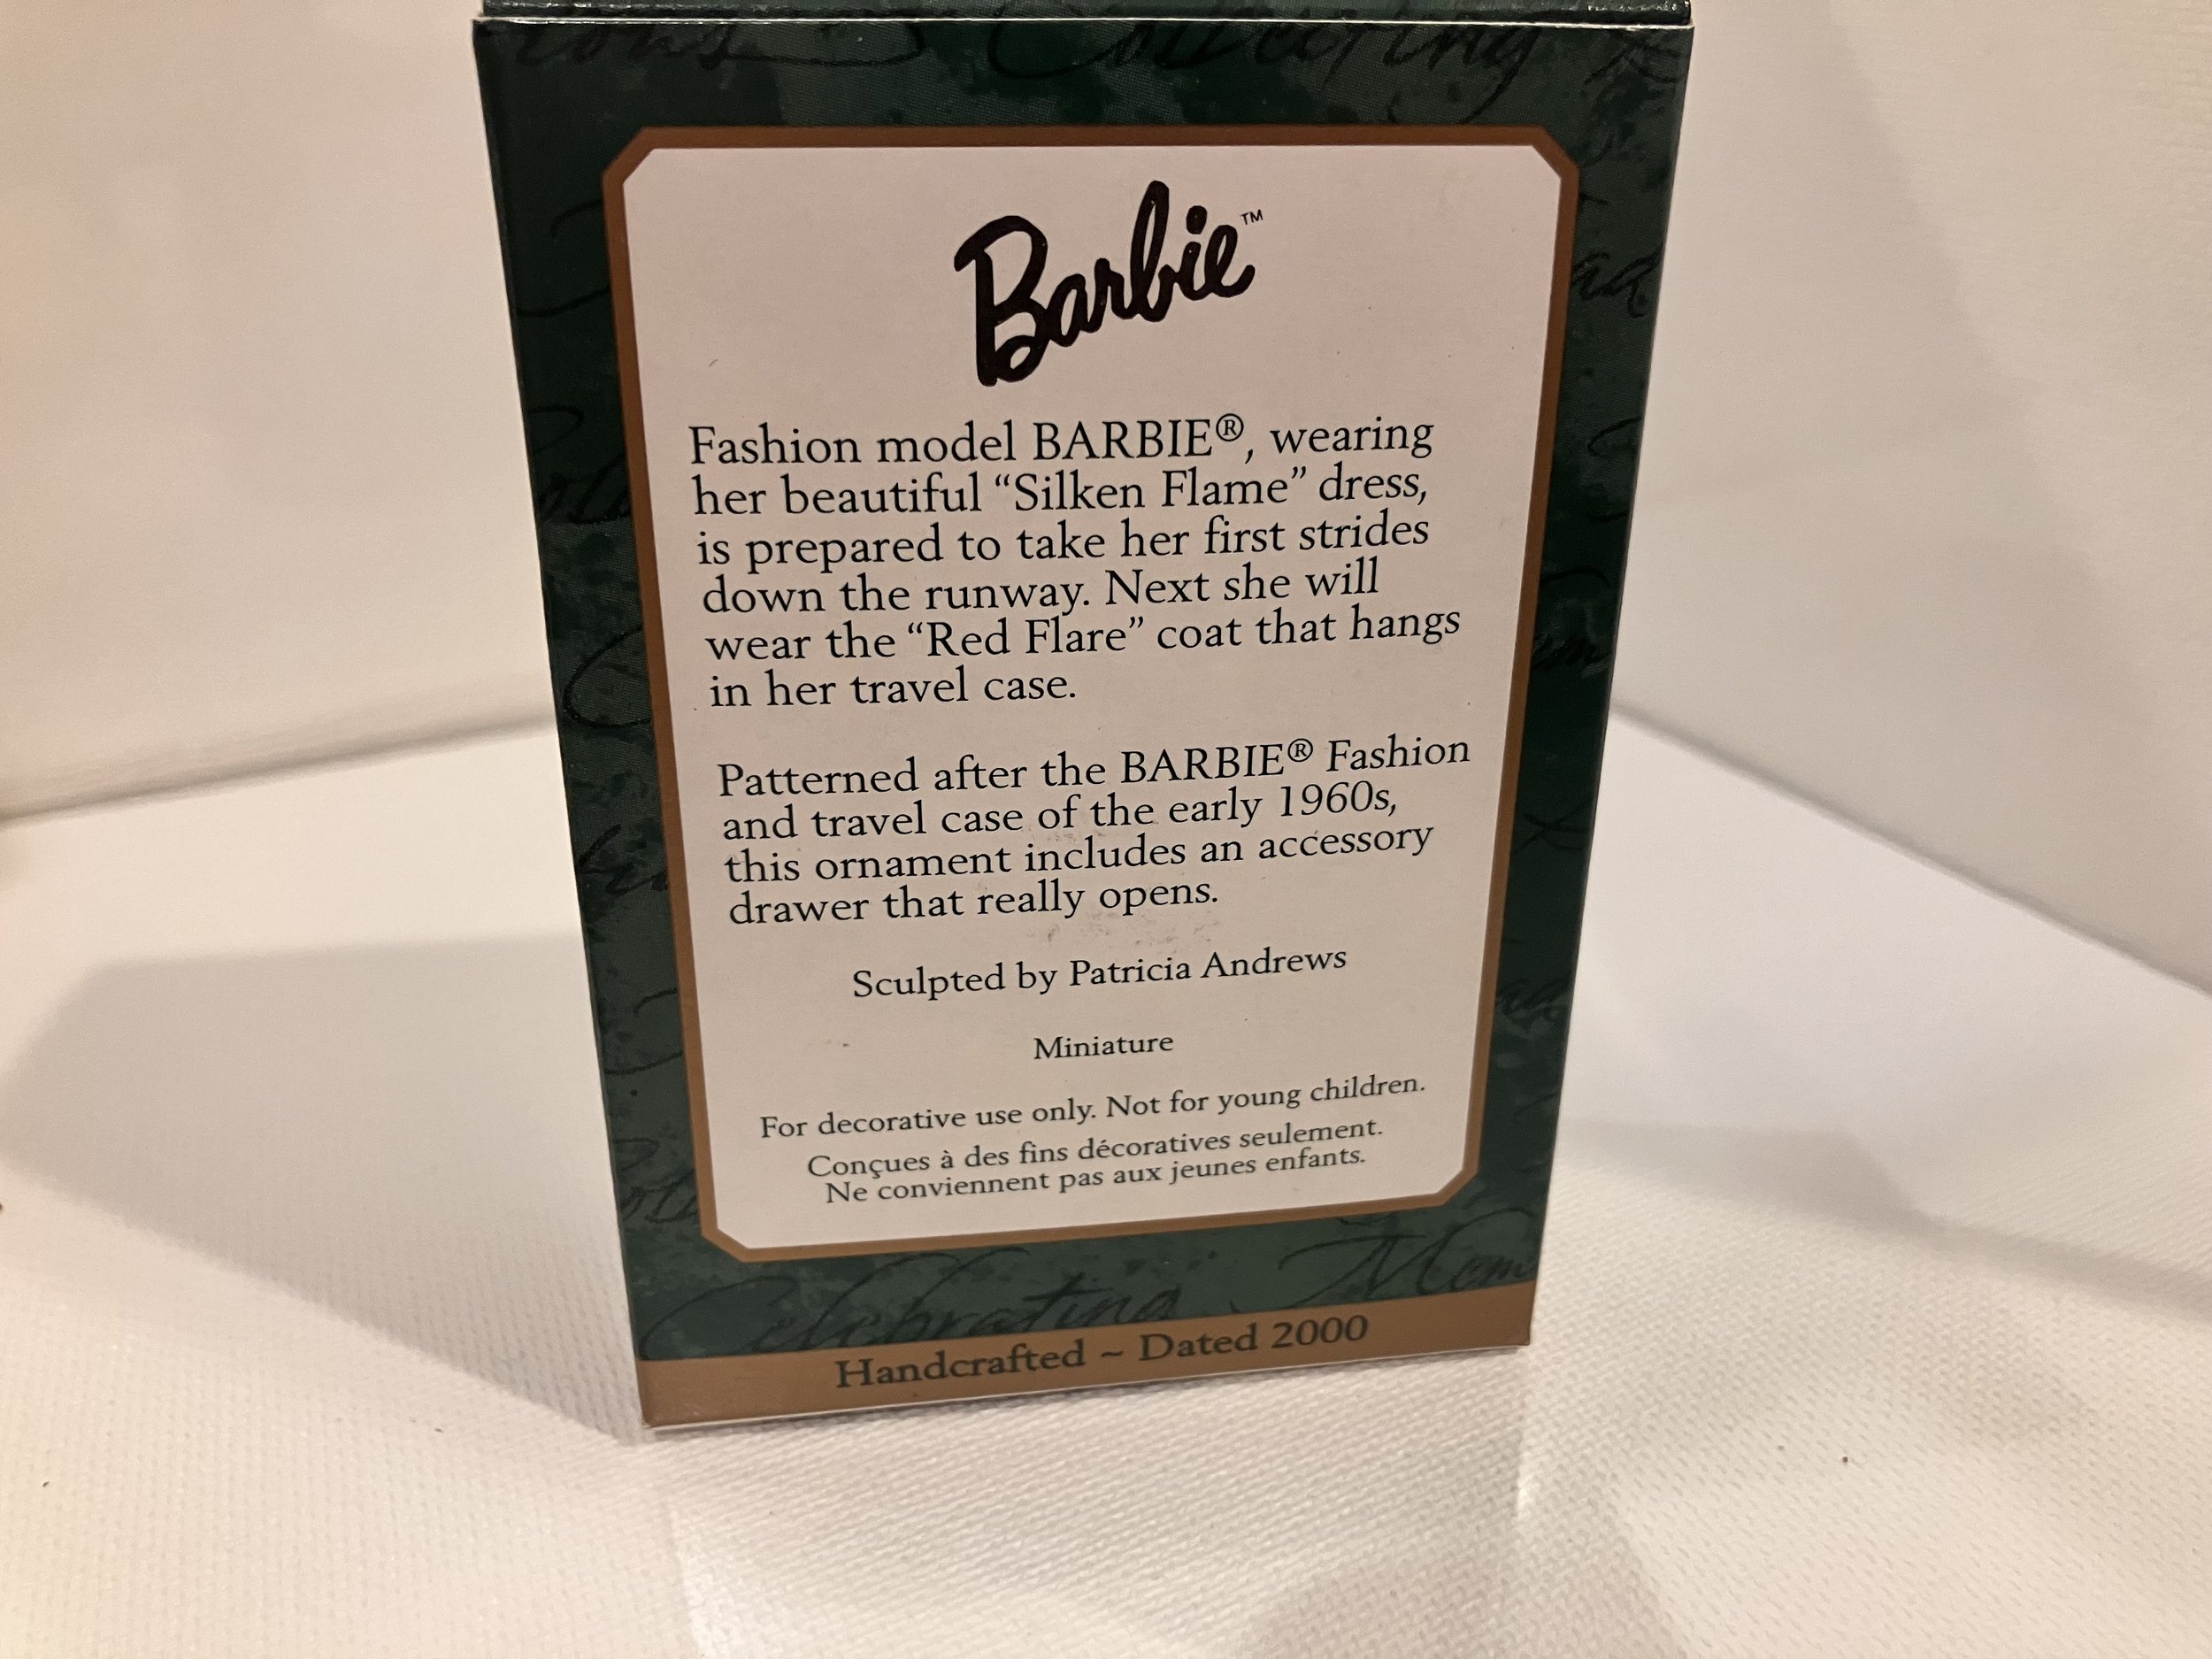 Collecting
Barbie™
Fashion model BARBIE®, wearing
her beautiful “Silken Flame” dress,
is prepared to take her first strides
down the runway. Next she will
wear the “Red Flare” coat that hangs
in her travel case.
Patterned after the BARBIE® Fashion
and travel case of the early 1960s,
this ornament includes an accessory
drawer that really opens.
Sculpted by Patricia Andrews
Miniature
For decorative use only. Not for young children.
Conçues à des fins décoratives seulement.
Ne conviennent pas aux jeunes enfants.
Celebrating Mom
Handcrafted ~ Dated 2000